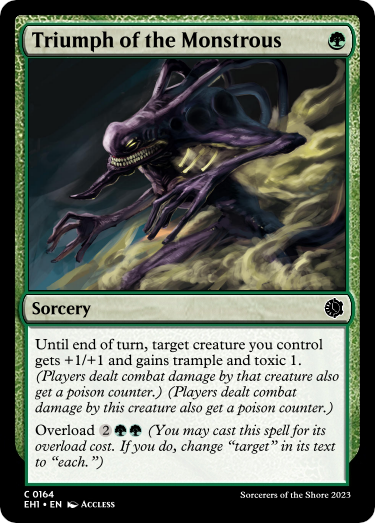 Triumph of the Monstrous
Sorcery
Until end of turn, target creature you control
gets +1/+1 and gains trample and toxic 1.
(Players dealt combat damage by that creature also
get a poison counter.) (Players dealt combat
damage by this creature also get a poison counter.)
Overload 2 (You may cast this spell for its
overload cost. If you do, change “target” in its text
to “each.”)
C 0164
EH1 • EN ACCLESS
Sorcerers of the Shore 2023